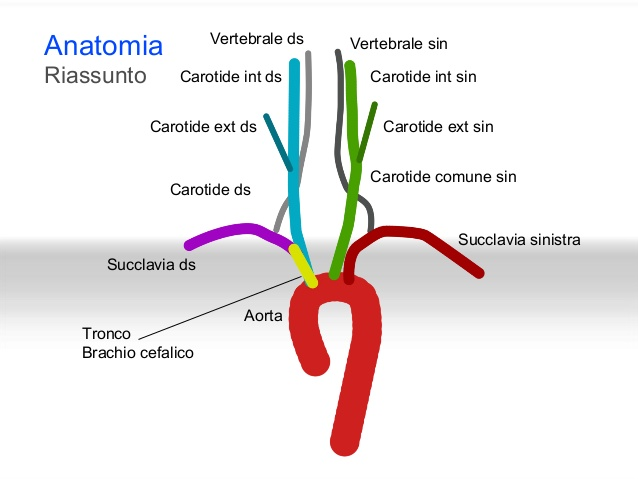 Anatomia
Riassunto
Vertebrale ds
Vertebrale sin
Carotide int ds
Carotide int sin
Carotide ext ds
Carotide ext sin
Carotide ds
Carotide comune sin
Succlavia ds
Succlavia sinistra
Aorta
Tronco
Brachio cefalico